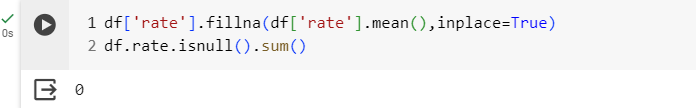 1 df['rate'].fillna(df['rate'].mean(),inplace=True)
0s
2 df.rate.isnull().sum()
0